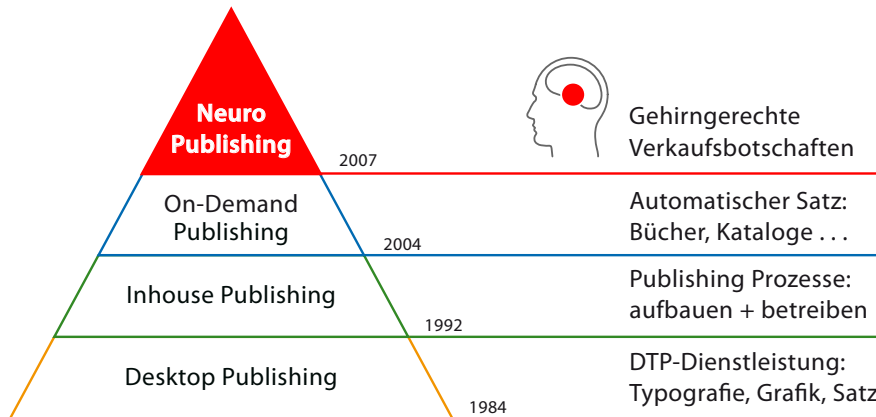 Neuro
Publishing
2007
Gehirngerechte
Verkaufsbotschaften
On-Demand
Publishing
2004
Automatischer Satz:
Bücher, Kataloge . . .
Inhouse Publishing
1992
Publishing Prozesse:
aufbauen + betreiben
Desktop Publishing
1984
DTP-Dienstleistung:
Typografie, Grafik, Satz